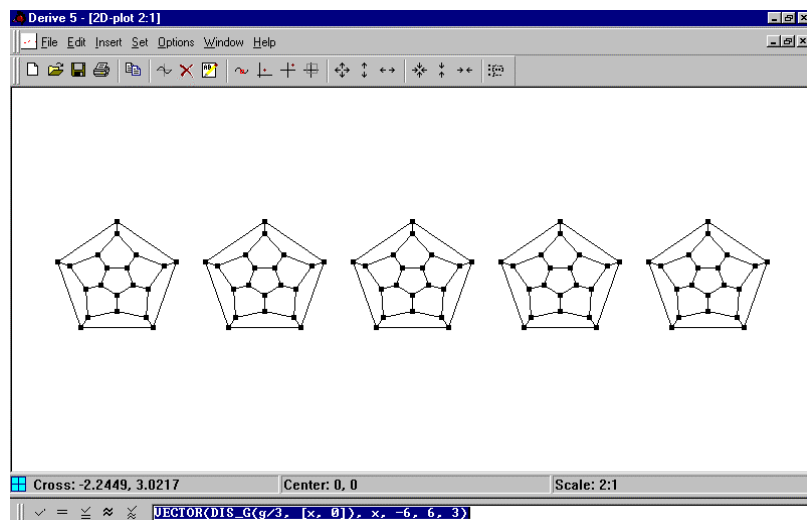 Derive 5 - [2D-plot 2:1]
File Edit Insert Set Options Window Help
Cross: -2.2449, 3.0217 Center: 0, 0 Scale: 2:1
VECTOR(DIS_G(g/3, [x, 0]), x, -6, 6, 3)